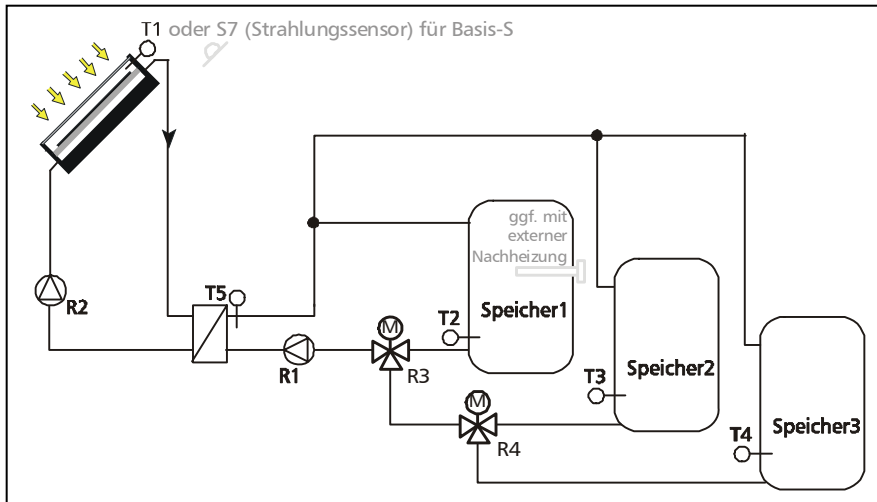 T1 oder S7 (Strahlungssensor) für Basis-S
ggf. mit
externer
Nachheizung
T5
R2
T2
Speicher1
M
R1
R3
T3
Speicher2
M
R4
T4
Speicher3